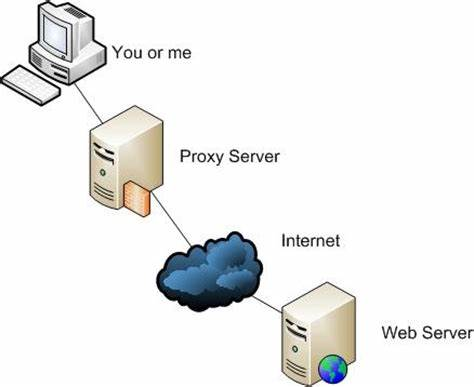 You or me
Proxy Server
Internet
Web Server